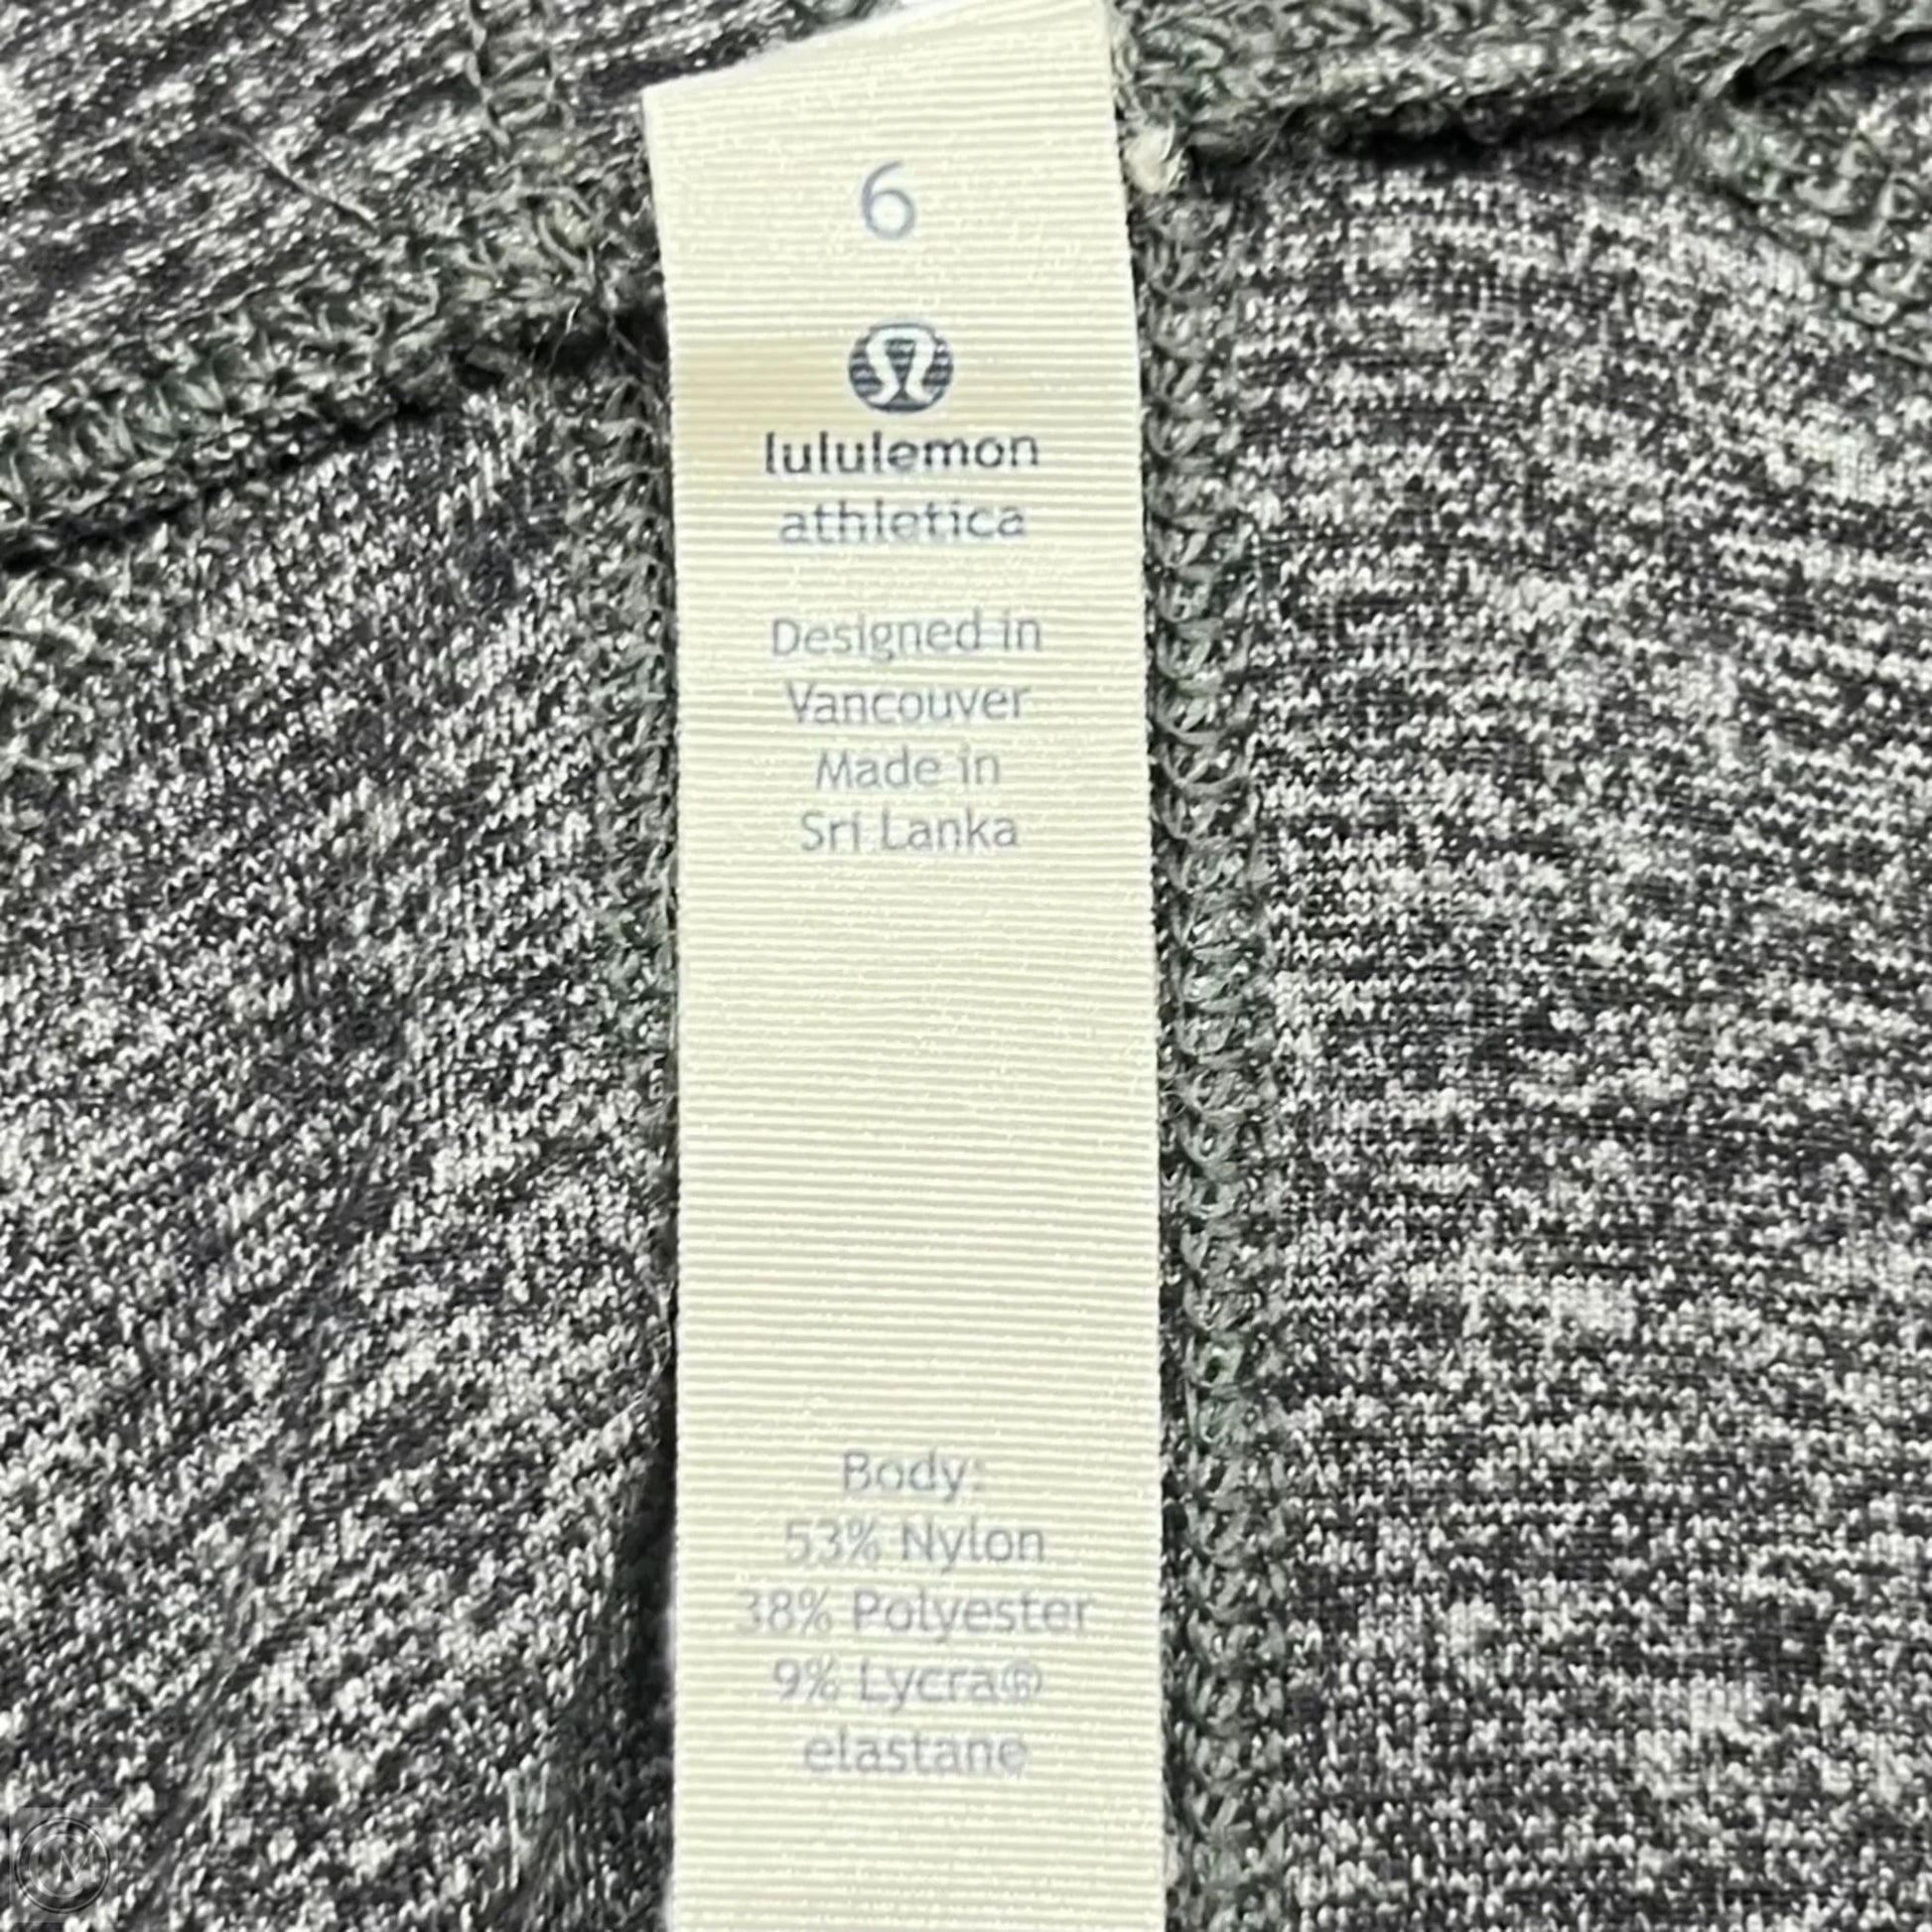 6
lululemon
athletica
Designed in
Vancouver
Made in
Sri Lanka
Body:
53% Nylon
38% Polyester
9% Lycra®
elastane